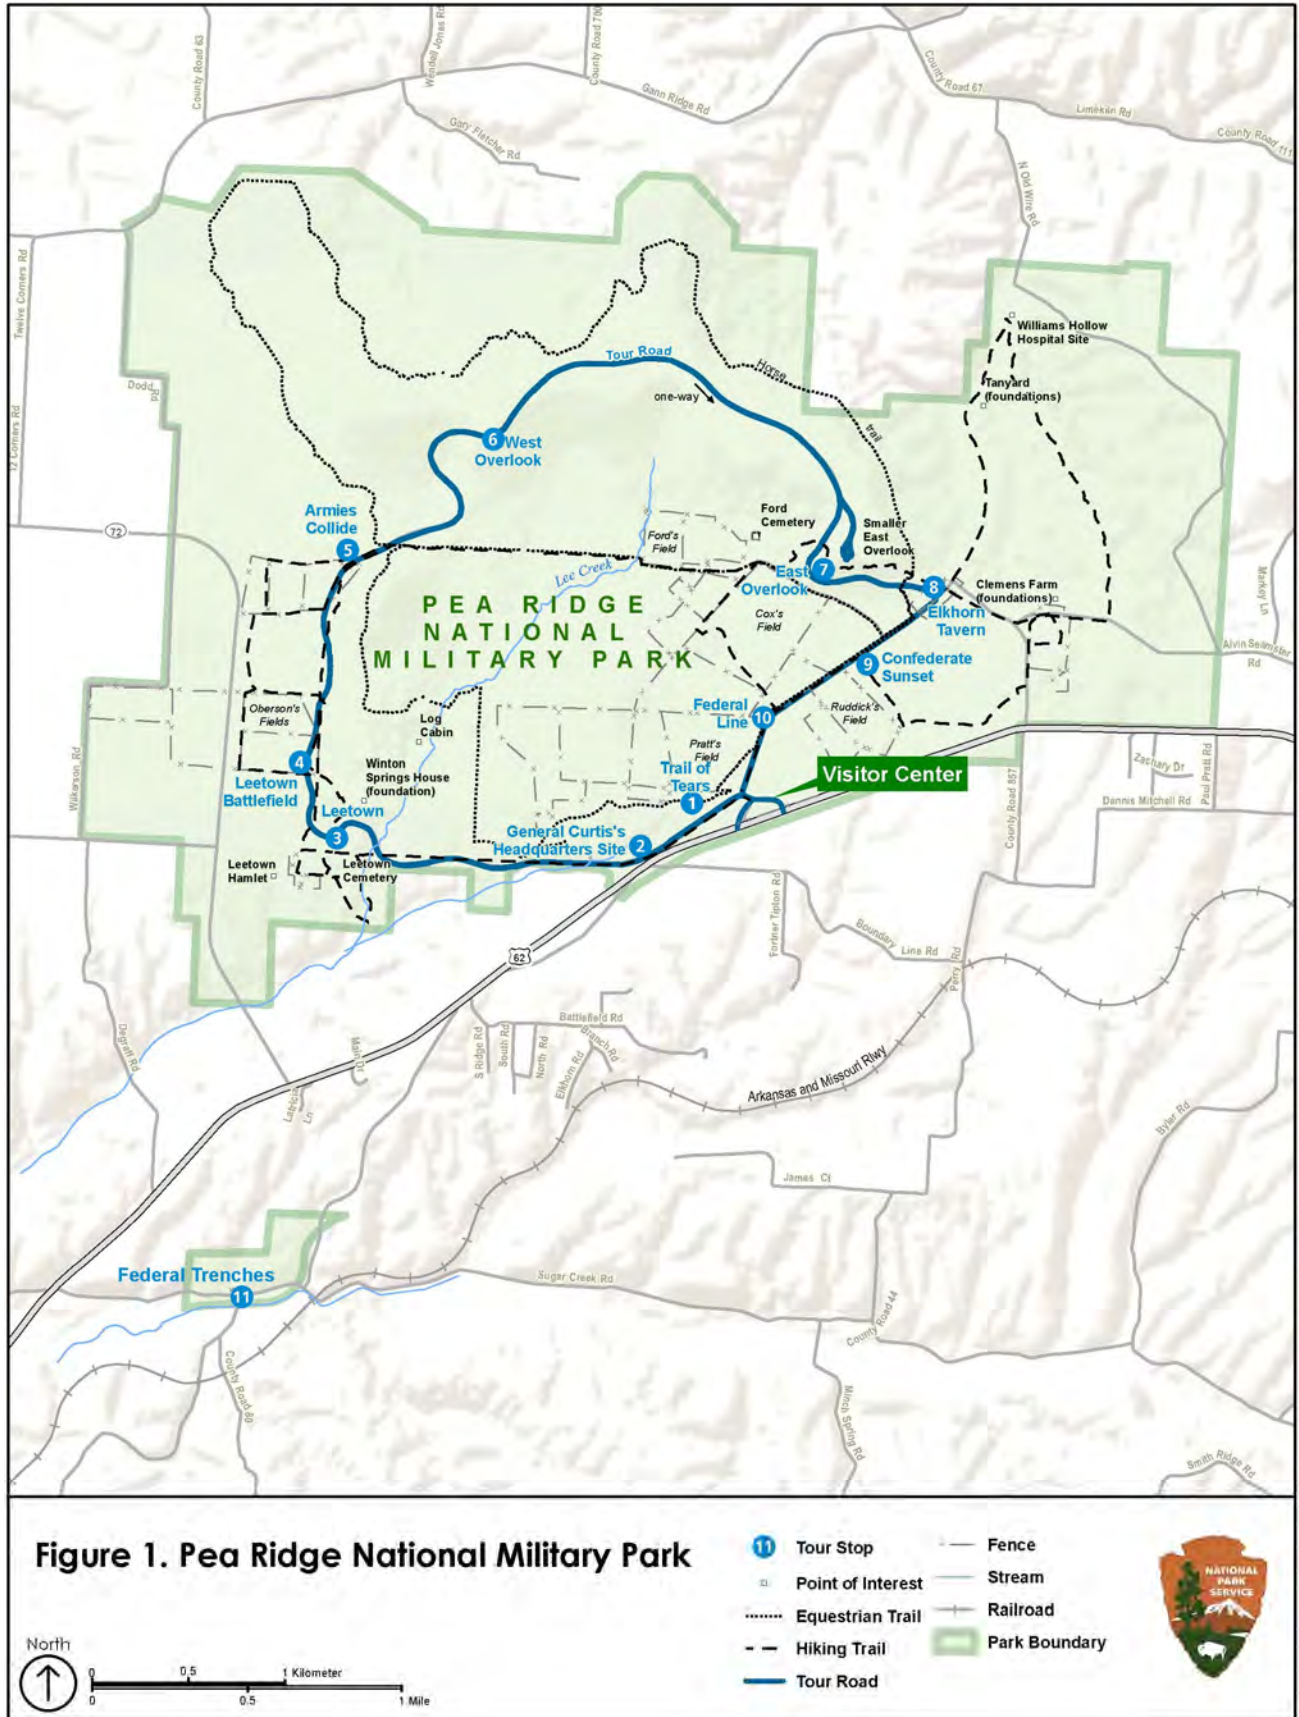 County Road 63
Wendell Jones Rd
County Road 700
Gann Ridge Rd
Gory Fletcher Rd
County Road 67
Limekiln Rd
County Road 111
N Old Wire Rd
Twelve Corners Rd
12 Corners Rd
Dodd Rd
72
Williams Hollow
Hospital Site
Tanyard
(foundations)
Tour Road
one-way
Horse
trail
6 West
Overlook
Armies
Collide
5
Ford
Cemetery
Ford's
Field
Smaller
East
Overlook
7
East
Overlook
Lee Creek
8
Elkhorn
Tavern
Clemens Farm
(foundations)
Markey Ln
Alvin Seamster
Rd
PEA RIDGE
NATIONAL
MILITARY PARK
Cox's
Field
9 Confederate
Sunset
Federal
Line
10
Ruddick's
Field
Oberson's
Fields
Log
Cabin
Pratt's
Field
4
Leetown
Battlefield
Winton
Springs House
(foundation)
Trail of
Tears
1
Visitor Center
Wilkerson Rd
Leetown
3
General Curtis's
Headquarters Site
2
Leetown
Hamlet
Leetown
Cemetery
County Road 857
Zachary Dr
Dennis Mitchell Rd
Paul Pratt Rd
62
Fortner Tipton Rd
Boundary
Line Rd
Perry Rd
Degraff Rd
Main Dr
Ln
S Ridge Rd
South Rd
North Rd
Battlefield Rd
Branch Rd
Elkhorn Rd
Arkansas and Missouri Rlwy
Byler Rd
James Ct
Federal Trenches
11
Sugar Creek Rd
County Road 44
County Road 80
Minch Spring Rd
Smith Ridge Rd
Figure 1. Pea Ridge National Military Park
North
0 0.5 1 Kilometer
0 0.5 1 Mile
11 Tour Stop
Point of Interest
Equestrian Trail
Hiking Trail
Tour Road
Fence
Stream
Railroad
Park Boundary
NATIONAL
PARK
SERVICE